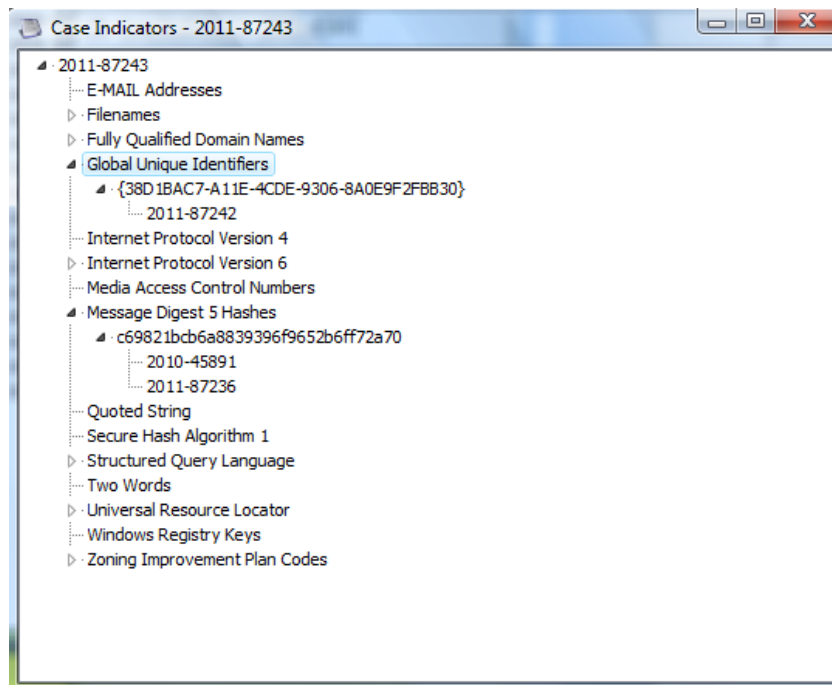 Case Indicators - 2011-87243
2011-87243
E-MAIL Addresses
Filenames
Fully Qualified Domain Names
Global Unique Identifiers
{38D1BAC7-A11E-4CDE-9306-8A0E9F2FBB30}
2011-87242
Internet Protocol Version 4
Internet Protocol Version 6
Media Access Control Numbers
Message Digest 5 Hashes
c69821bcb6a8839396f9652b6ff72a70
2010-45891
2011-87236
Quoted String
Secure Hash Algorithm 1
Structured Query Language
Two Words
Universal Resource Locator
Windows Registry Keys
Zoning Improvement Plan Codes